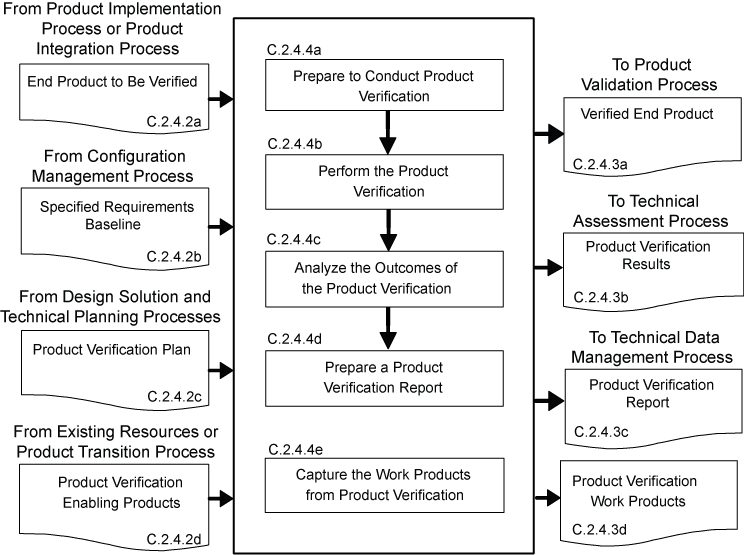 From Product Implementation
Process or Product
Integration Process
End Product to Be Verified
C.2.4.2a
From Configuration
Management Process
Specified Requirements
Baseline
C.2.4.2b
From Design Solution and
Technical Planning Processes
Product Verification Plan
C.2.4.2c
From Existing Resources or
Product Transition Process
Product Verification
Enabling Products
C.2.4.2d
C.2.4.4a
Prepare to Conduct Product
Verification
C.2.4.4b
Perform the Product
Verification
C.2.4.4c
Analyze the Outcomes of
the Product Verification
C.2.4.4d
Prepare a Product
Verification Report
C.2.4.4e
Capture the Work Products
from Product Verification
To Product
Validation Process
Verified End Product
C.2.4.3a
To Technical
Assessment Process
Product Verification
Results
C.2.4.3b
To Technical Data
Management Process
Product Verification
Report
C.2.4.3c
Product Verification
Work Products
C.2.4.3d